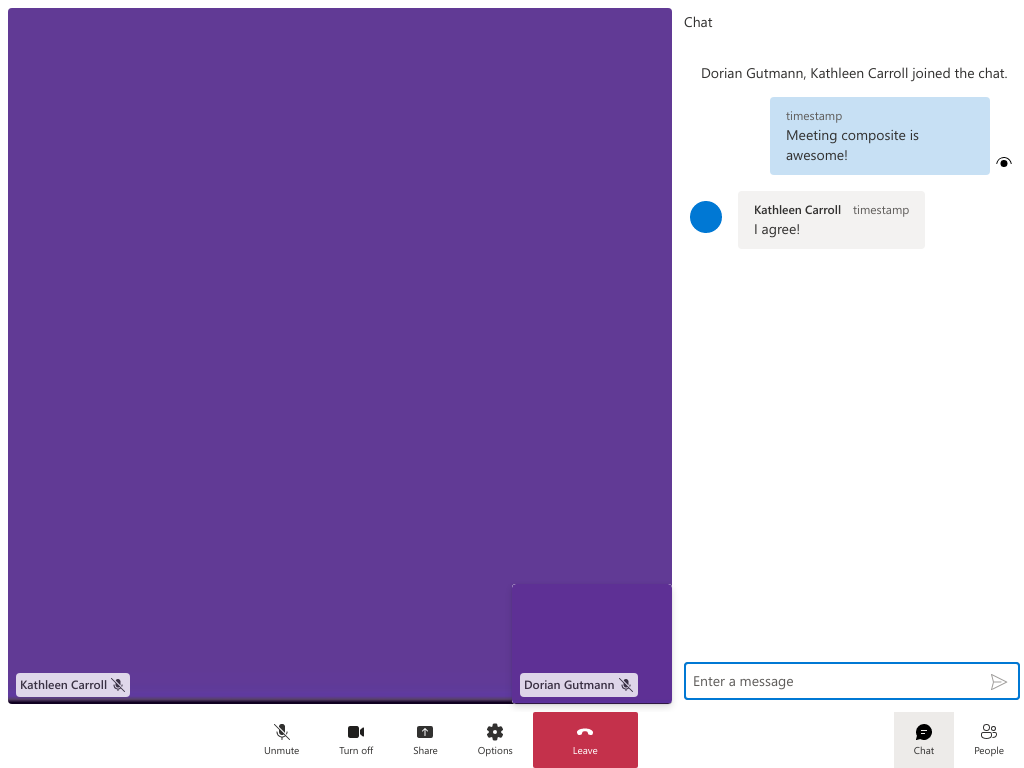 Chat
Dorian Gutmann, Kathleen Carroll joined the chat.
timestamp
Meeting composite is
awesome!
Kathleen Carroll timestamp
I agree!
Kathleen Carroll
Dorian Gutmann
Enter a message
Unmute
Turn off
Share
Options
Leave
Chat
People